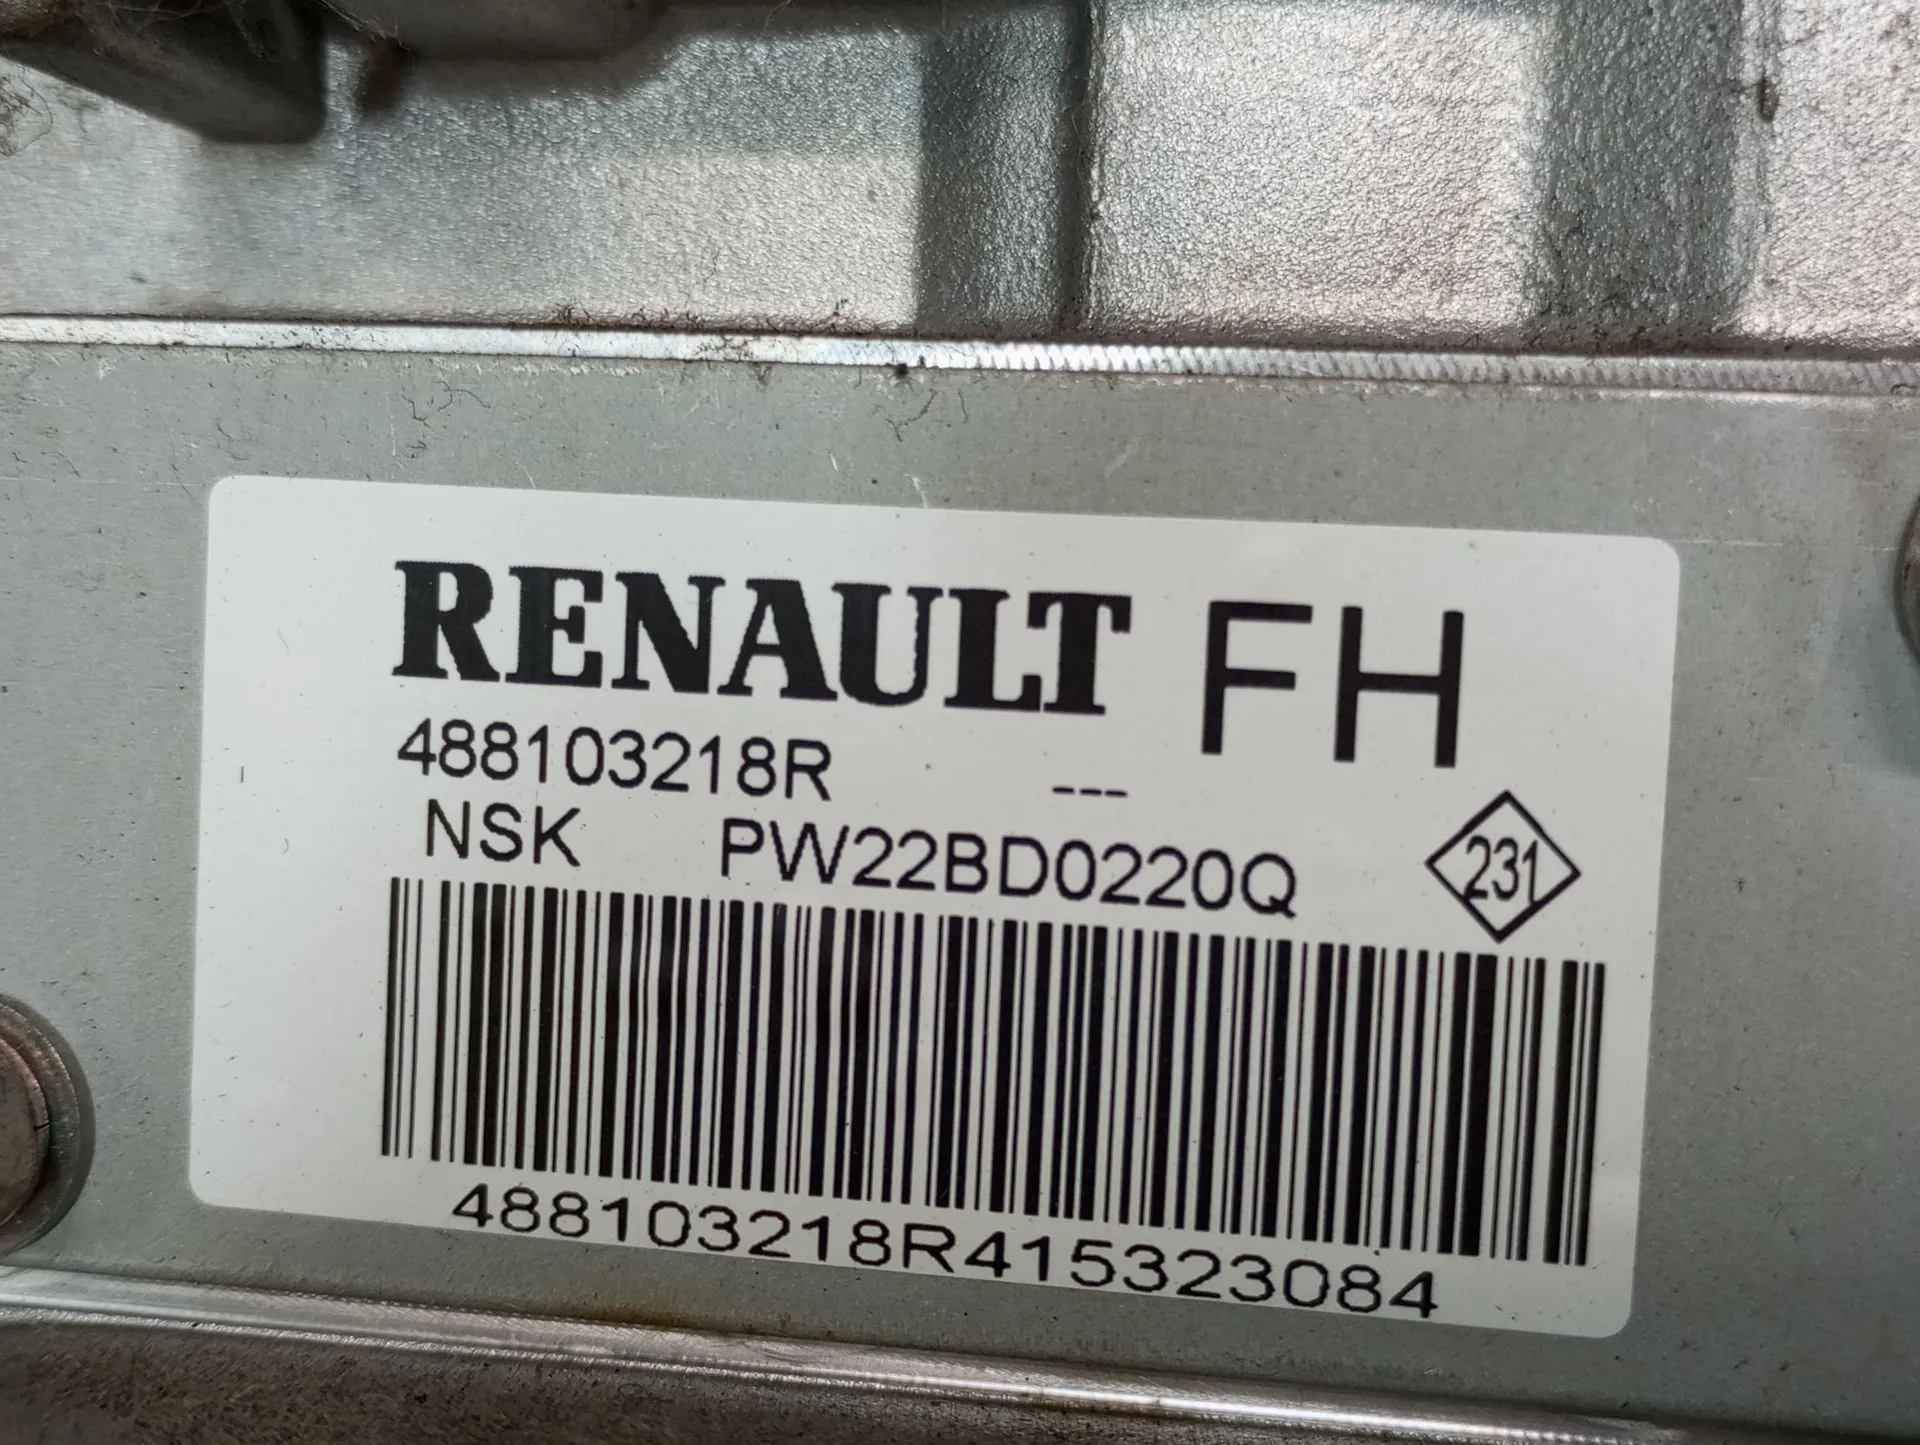 RENAULT FH
488103218R ---
NSK PW22BD0220Q 231
488103218R415323084